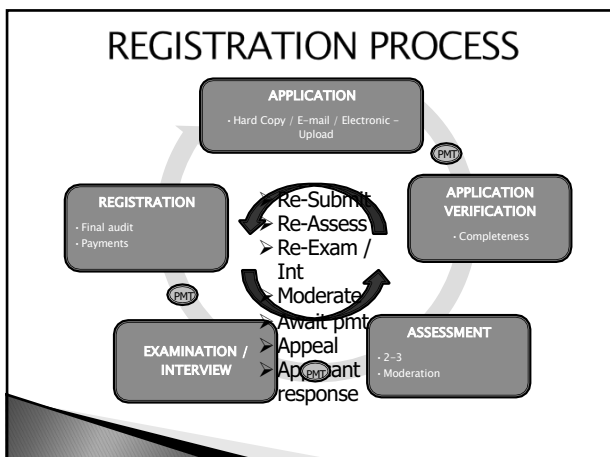 REGISTRATION PROCESS
APPLICATION
• Hard Copy / E-mail / Electronic –
Upload
PMT
APPLICATION
VERIFICATION
• Completeness
ASSESSMENT
• 2-3
• Moderation
PMT
EXAMINATION /
INTERVIEW
PMT
REGISTRATION
• Final audit
• Payments
➢ Re-Submit
➢ Re-Assess
➢ Re-Exam /
Int
➢ Moderate
➢ Await pmt
➢ Appeal
➢ Applicant
response